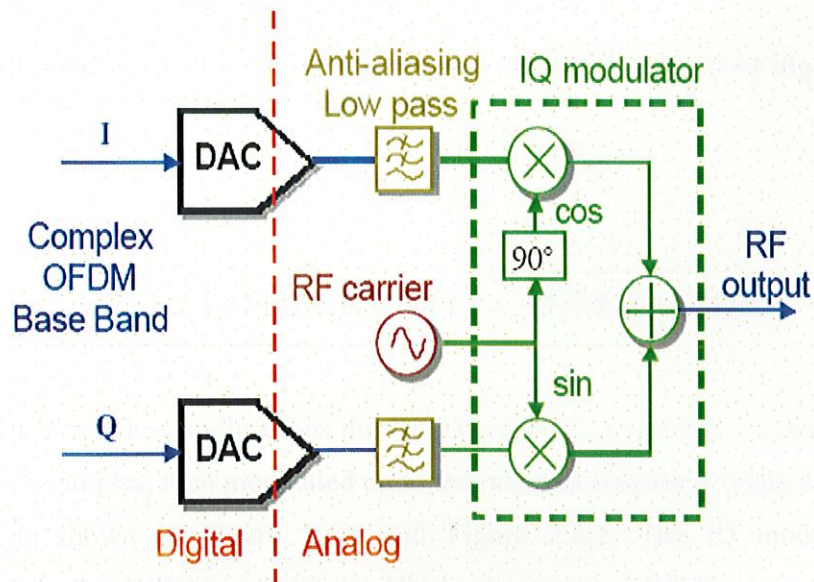 Anti-aliasing
Low pass
IQ modulator
I
DAC
cos
Complex
OFDM
Base Band
90°
RF carrier
RF
output
sin
Q
DAC
Digital
Analog